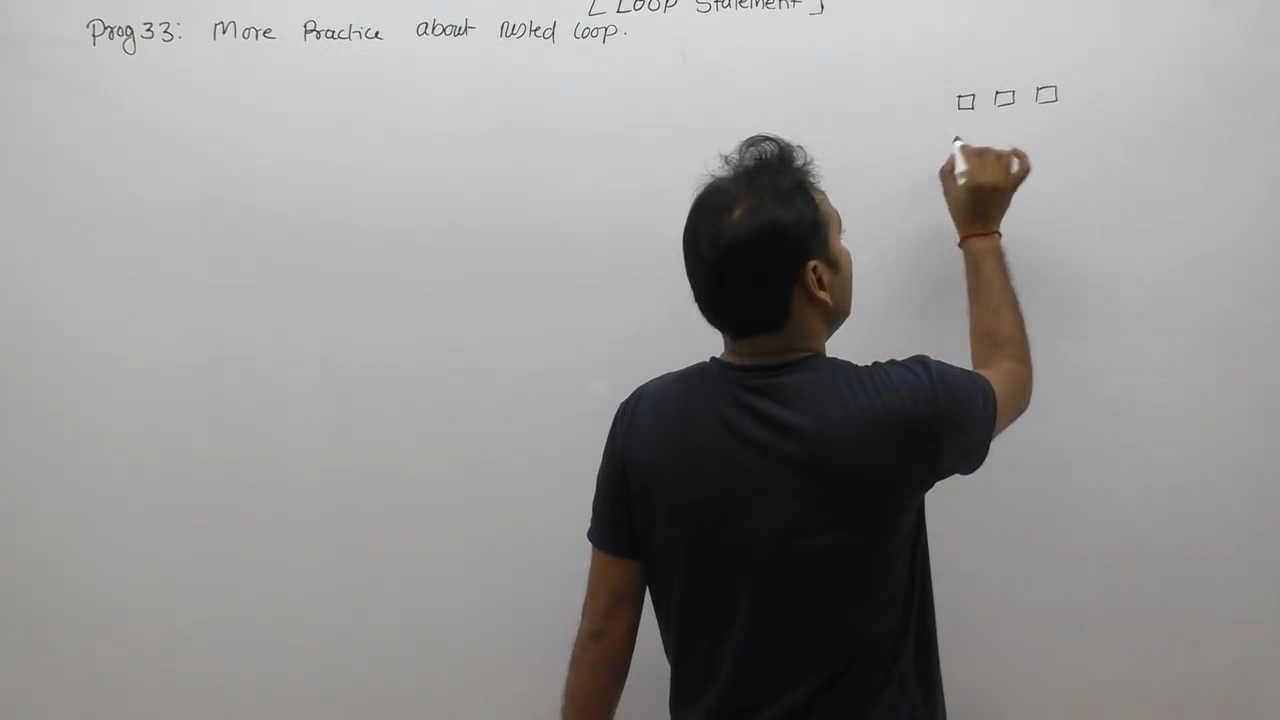 [ Loop Statement ]
Prog 33: More Practice about nested loop.